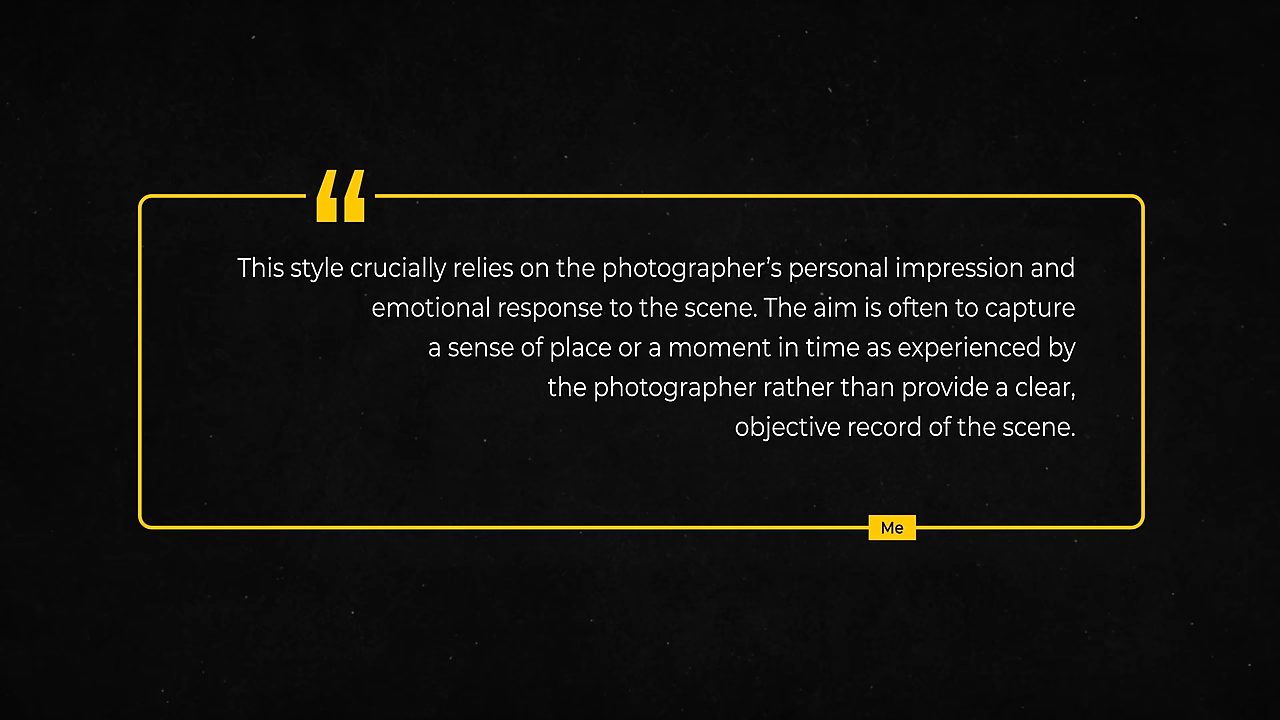 This style crucially relies on the photographer’s personal impression and
emotional response to the scene. The aim is often to capture
a sense of place or a moment in time as experienced by
the photographer rather than provide a clear,
objective record of the scene.
Me